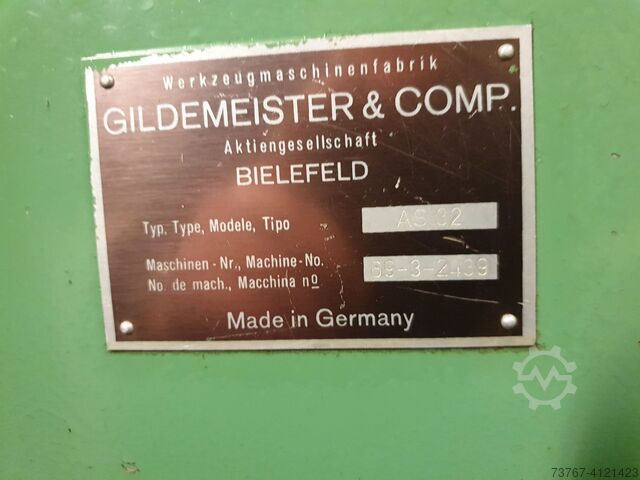 Werkzeugmaschinenfabrik
GILDEMEISTER & COMP.
Aktiengesellschaft
BIELEFELD
Typ, Type, Modele, Tipo AS 32
Maschinen - Nr., Machine-No. 69-3-2439
No. de mach., Macchina nº
Made in Germany
73767-4121423